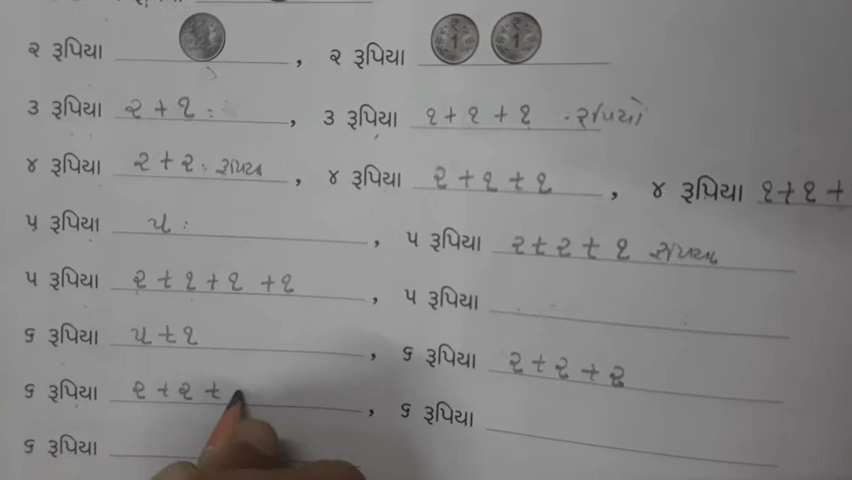 ૨ રૂપિયા , ૨ રૂપિયા ૧ ૧
૩ રૂપિયા ૨ + ૧ , ૩ રૂપિયા ૧ + ૧ + ૧
૪ રૂપિયા ૨ + ૨ , ૪ રૂપિયા ૨ + ૧ + ૧ , ૪ રૂપિયા ૧ + ૧ +
૫ રૂપિયા ૫ , ૫ રૂપિયા ૨ + ૨ + ૧
૫ રૂપિયા ૨ + ૧ + ૧ + ૧ , ૫ રૂપિયા
૬ રૂપિયા ૫ + ૧ , ૬ રૂપિયા ૨ + ૨ + ૨
૬ રૂપિયા ૨ + ૨ + , ૬ રૂપિયા
૬ રૂપિયા